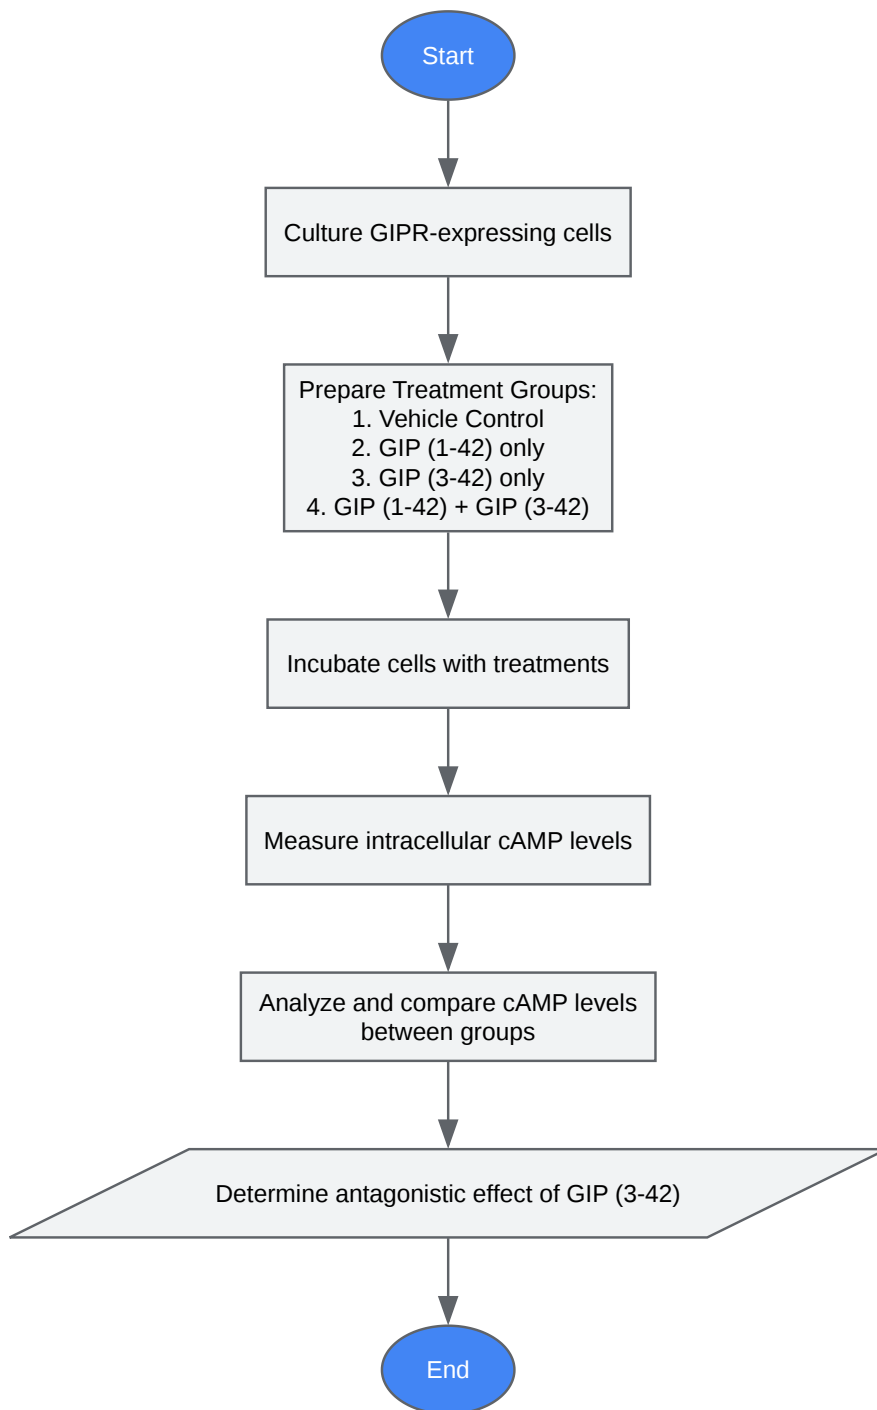 Start
Culture GIPR-expressing cells
Prepare Treatment Groups:
1. Vehicle Control
2. GIP (1-42) only
3. GIP (3-42) only
4. GIP (1-42) + GIP (3-42)
Incubate cells with treatments
Measure intracellular cAMP levels
Analyze and compare cAMP levels
between groups
Determine antagonistic effect of GIP (3-42)
End